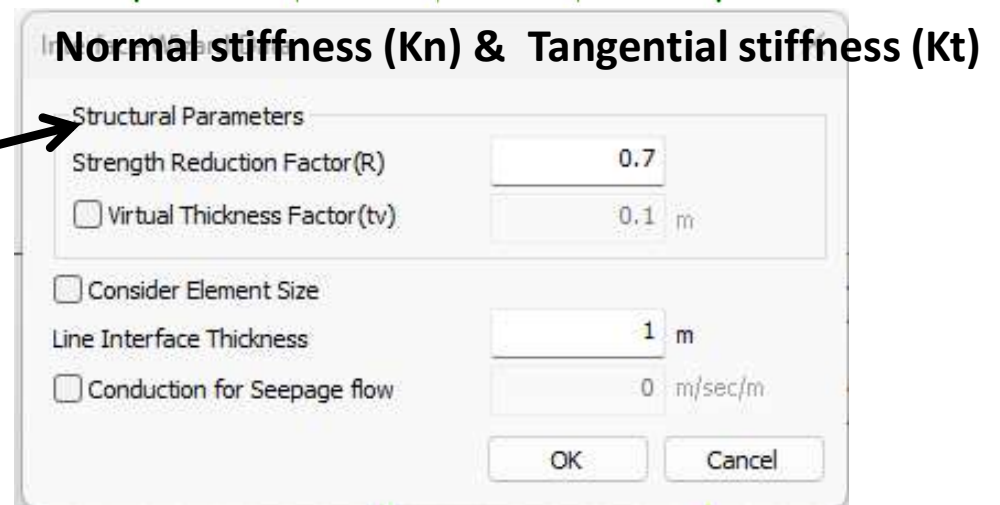 Normal stiffness (Kn) & Tangential stiffness (Kt)
Structural Parameters
Strength Reduction Factor(R) 0.7
Virtual Thickness Factor(tv) 0.1 m
Consider Element Size
Line Interface Thickness 1 m
Conduction for Seepage flow 0 m/sec/m
OK Cancel